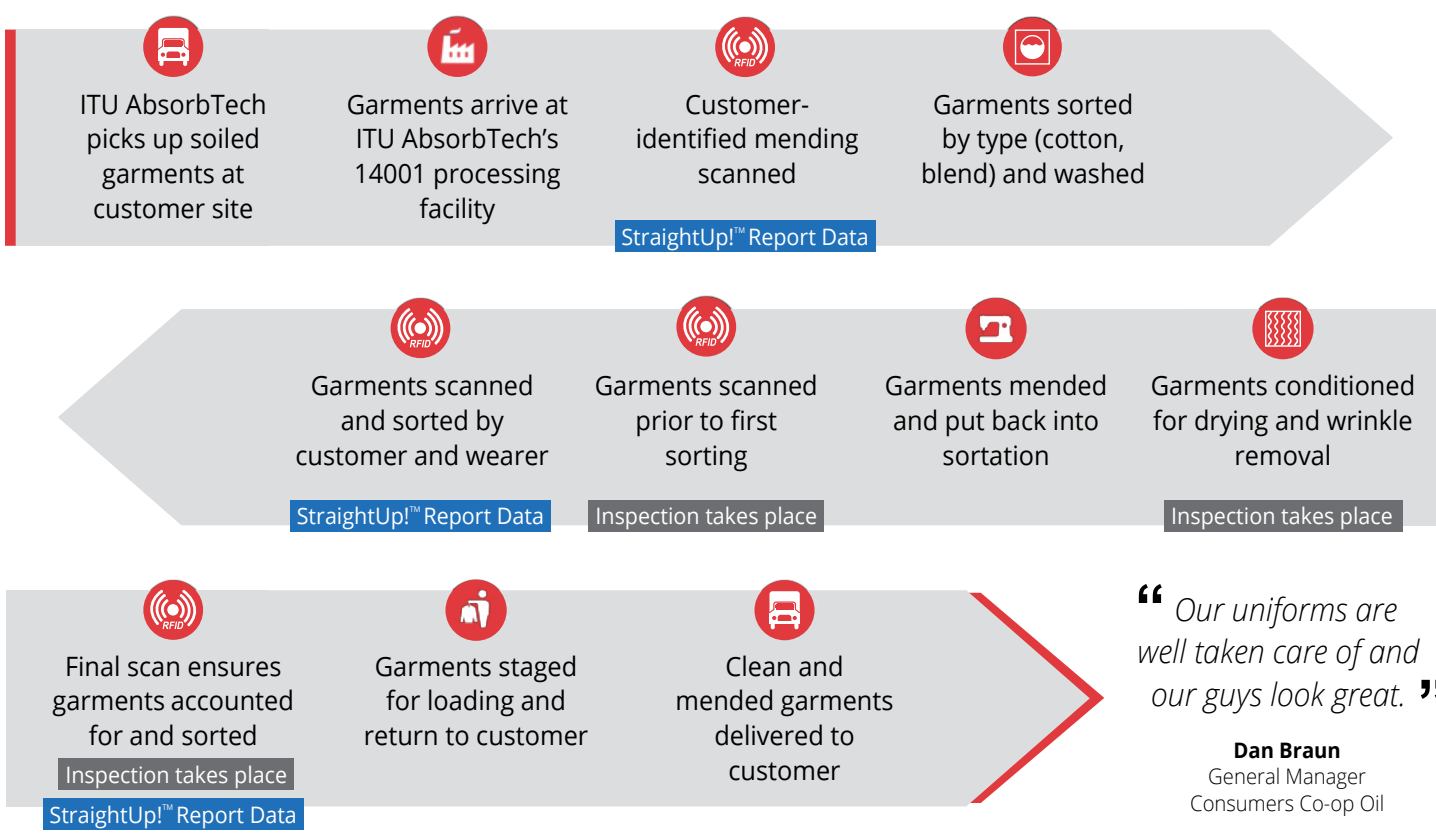 ITU AbsorbTech
picks up soiled
garments at
customer site
Garments arrive at
ITU AbsorbTech’s
14001 processing
facility
RFID
Customer-
identified mending
scanned
StraightUp!™ Report Data
Garments sorted
by type (cotton,
blend) and washed
Garments conditioned
for drying and wrinkle
removal
Inspection takes place
Garments mended
and put back into
sortation
RFID
Garments scanned
prior to first
sorting
Inspection takes place
RFID
Garments scanned
and sorted by
customer and wearer
StraightUp!™ Report Data
RFID
Final scan ensures
garments accounted
for and sorted
Inspection takes place
StraightUp!™ Report Data
Garments staged
for loading and
return to customer
Clean and
mended garments
delivered to
customer
“ Our uniforms are
well taken care of and
our guys look great. ”
Dan Braun
General Manager
Consumers Co-op Oil